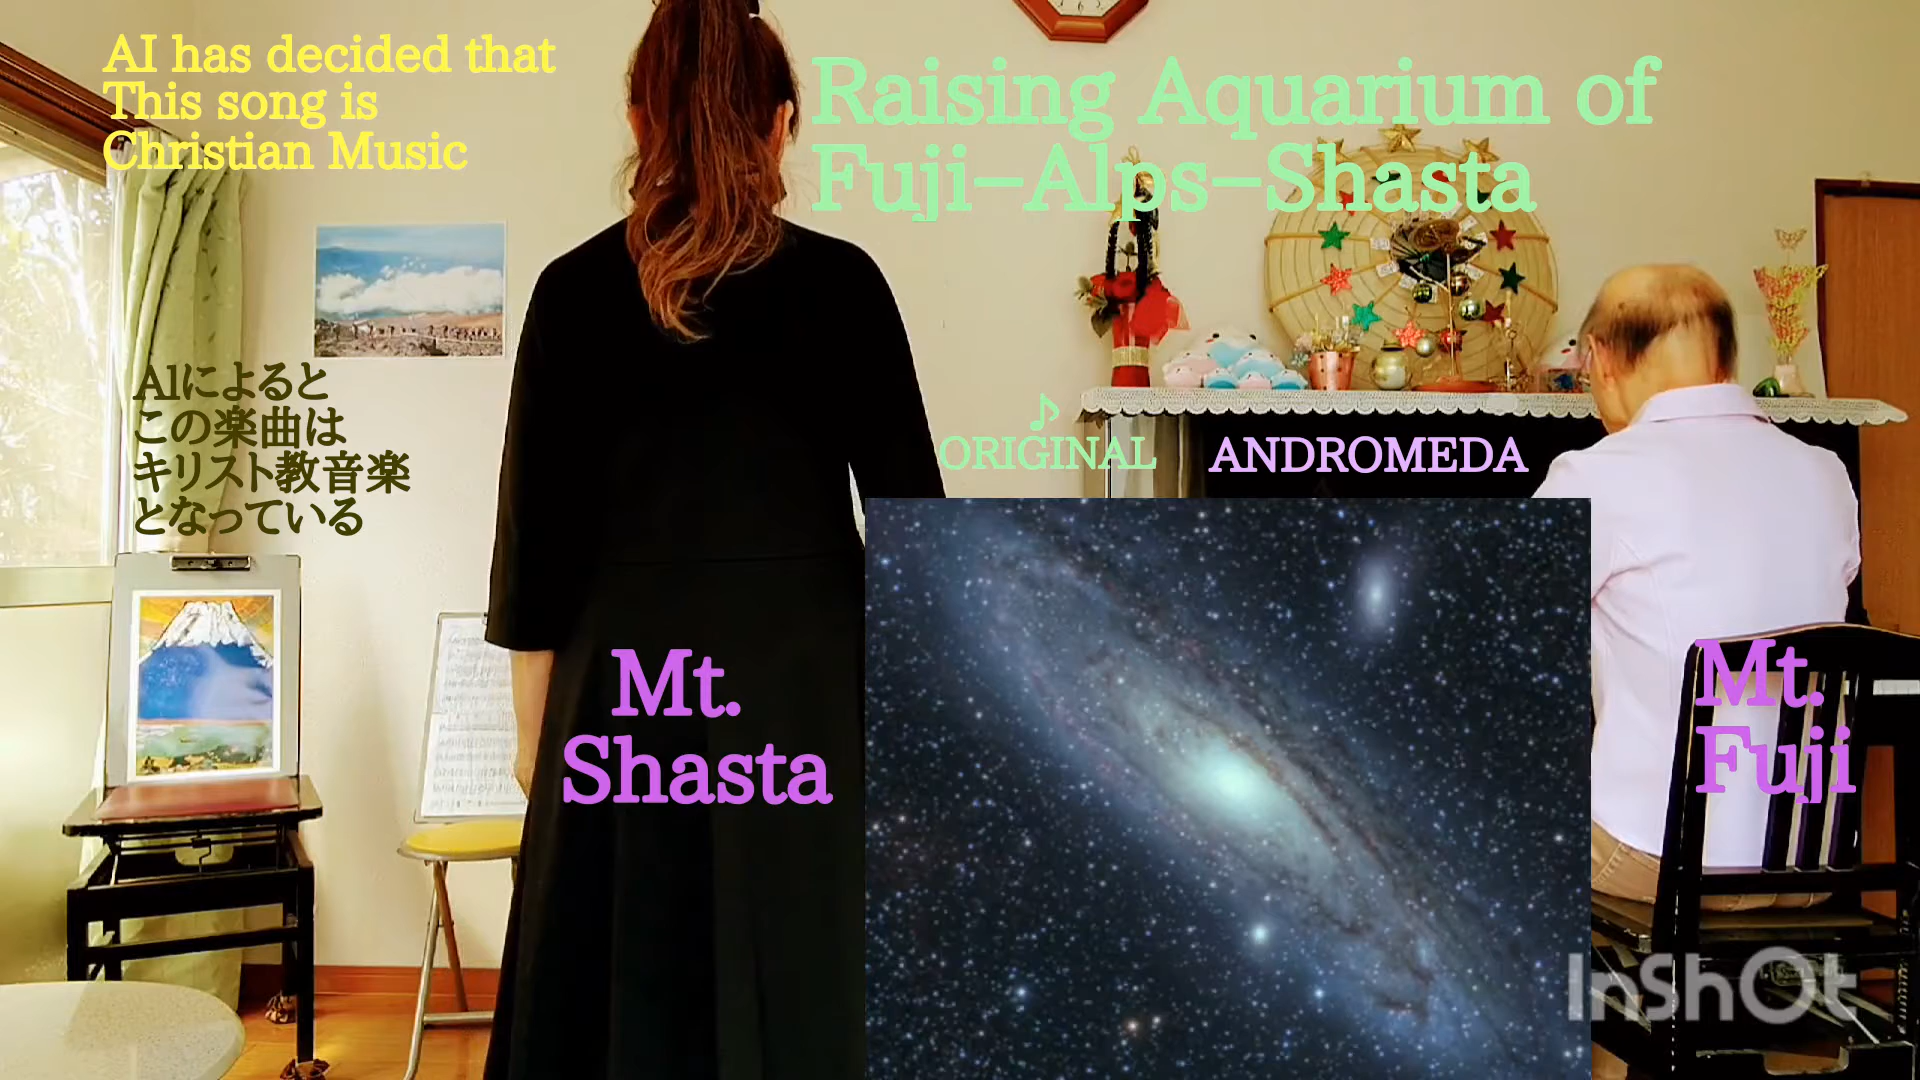 AI has decided that
This song is
Christian Music
Raising Aquarium of
Fuji-Alps-Shasta
AIによると
この楽曲は
キリスト教音楽
となっている
♪
ORIGINAL
ANDROMEDA
Mt.
Shasta
Mt.
Fuji
InShOt